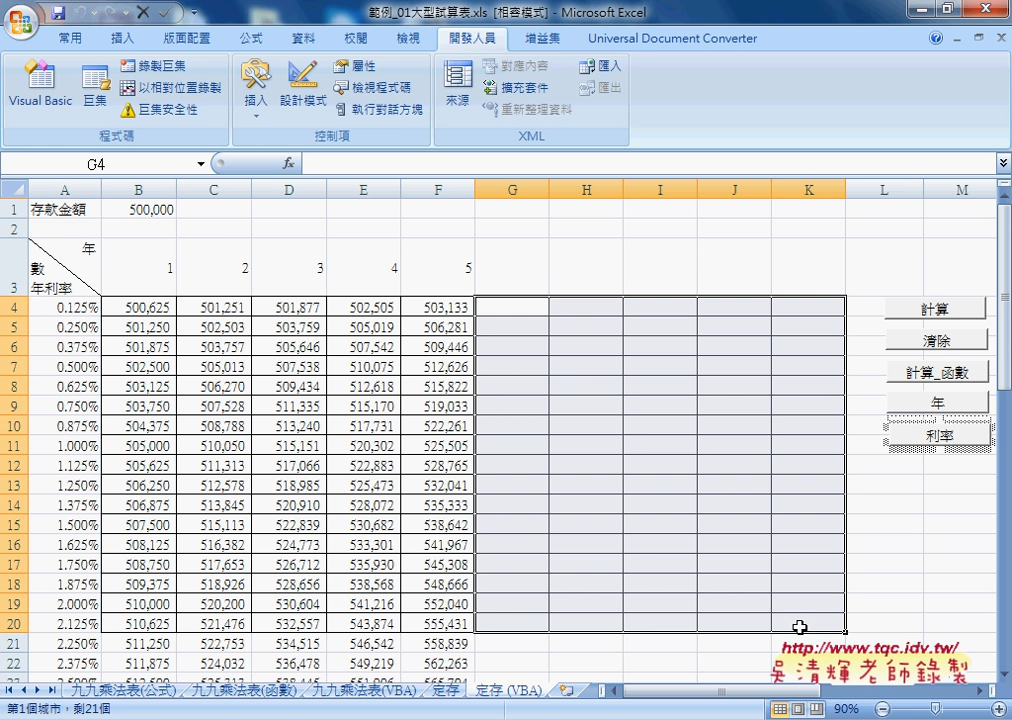 範例_01大型試算表.xls [相容模式] - Microsoft Excel
常用 插入 版面配置 公式 資料 校閱 檢視 開發人員 增益集 Universal Document Converter
Visual Basic 巨集 錄製巨集 以相對位置錄製 巨集安全性 程式碼
插入 設計模式 屬性 檢視程式碼 執行對話方塊 控制項
來源 對應內容 擴充套件 重新整理資料 匯入 匯出 XML
G4 fx
A B C D E F G H I J K L M
1 存款金額 500,000
2
年
數 1 2 3 4 5
3 年利率
4 0.125% 500,625 501,251 501,877 502,505 503,133 計算
5 0.250% 501,250 502,503 503,759 505,019 506,281
6 0.375% 501,875 503,757 505,646 507,542 509,446 清除
7 0.500% 502,500 505,013 507,538 510,075 512,626 計算_函數
8 0.625% 503,125 506,270 509,434 512,618 515,822
9 0.750% 503,750 507,528 511,335 515,170 519,033 年
10 0.875% 504,375 508,788 513,240 517,731 522,261 利率
11 1.000% 505,000 510,050 515,151 520,302 525,505
12 1.125% 505,625 511,313 517,066 522,883 528,765
13 1.250% 506,250 512,578 518,985 525,473 532,041
14 1.375% 506,875 513,845 520,910 528,072 535,333
15 1.500% 507,500 515,113 522,839 530,682 538,642
16 1.625% 508,125 516,382 524,773 533,301 541,967
17 1.750% 508,750 517,653 526,712 535,930 545,308
18 1.875% 509,375 518,926 528,656 538,568 548,666
19 2.000% 510,000 520,200 530,604 541,216 552,040
20 2.125% 510,625 521,476 532,557 543,874 555,431
21 2.250% 511,250 522,753 534,515 546,542 558,839
22 2.375% 511,875 524,032 536,478 549,219 562,263
http://www.tqc.idv.tw/
吳清輝老師錄製
九九乘法表(公式) 九九乘法表(函數) 九九乘法表(VBA) 定存 定存 (VBA)
第1個城市，剩21個 90%